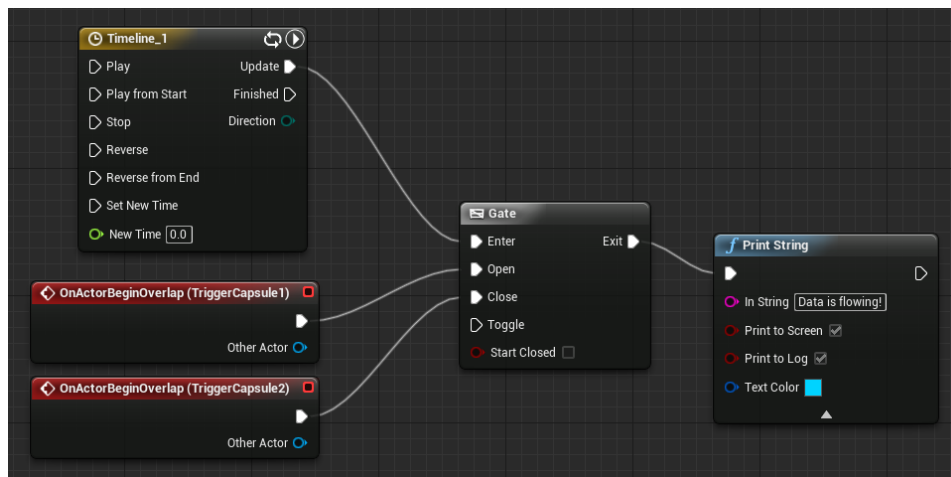 Timeline_1
Play Update
Play from Start Finished
Stop Direction
Reverse
Reverse from End
Set New Time
New Time 0.0
OnActorBeginOverlap (TriggerCapsule1)
Other Actor
OnActorBeginOverlap (TriggerCapsule2)
Other Actor
Gate
Enter Exit
Open
Close
Toggle
Start Closed
f Print String
In String Data is flowing!
Print to Screen
Print to Log
Text Color